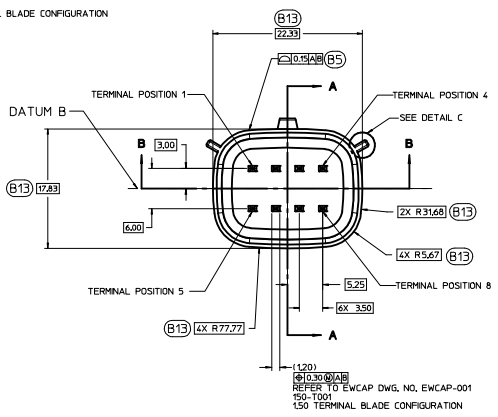 L BLADE CONFIGURATION
B13
22.33
⌓ 0.15 A B B5
A
TERMINAL POSITION 1
TERMINAL POSITION 4
DATUM B
SEE DETAIL C
B
B
3.00
B13 17.83
2X R31.68 B13
6.00
4X R5.67 B13
5.25
TERMINAL POSITION 5
TERMINAL POSITION 8
6X 3.50
B13 4X R77.77
A
(1.20)
⌖ 0.30 Ⓜ A B
REFER TO EWCAP DWG. NO. EWCAP-001
150-T001
1.50 TERMINAL BLADE CONFIGURATION